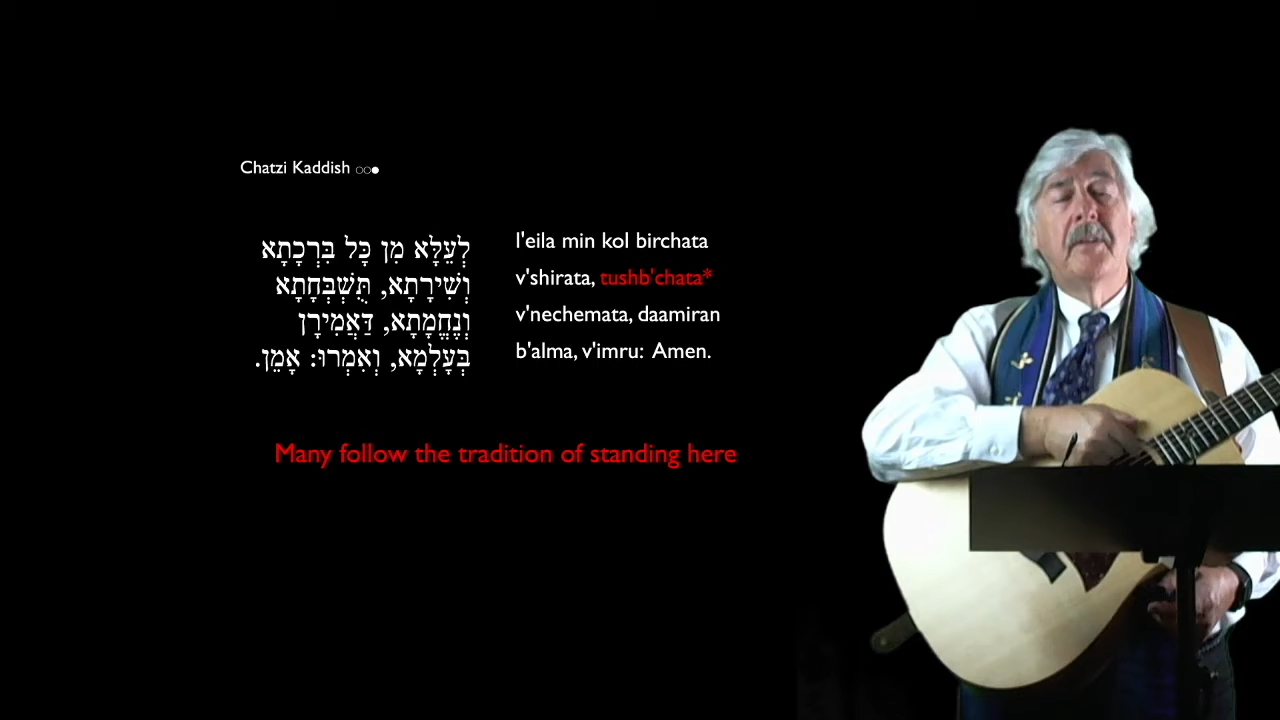 Chatzi Kaddish ○○●
לְעֵלָּא מִן כָּל בִּרְכָתָא
וְשִׁירָתָא, תֻּשְׁבְּחָתָא
וְנֶחֱמָתָא, דַּאֲמִירָן
בְּעָלְמָא, וְאִמְרוּ: אָמֵן.
l'eila min kol birchata
v'shirata, tushb'chata*
v'nechemata, daamiran
b'alma, v'imru: Amen.
Many follow the tradition of standing here